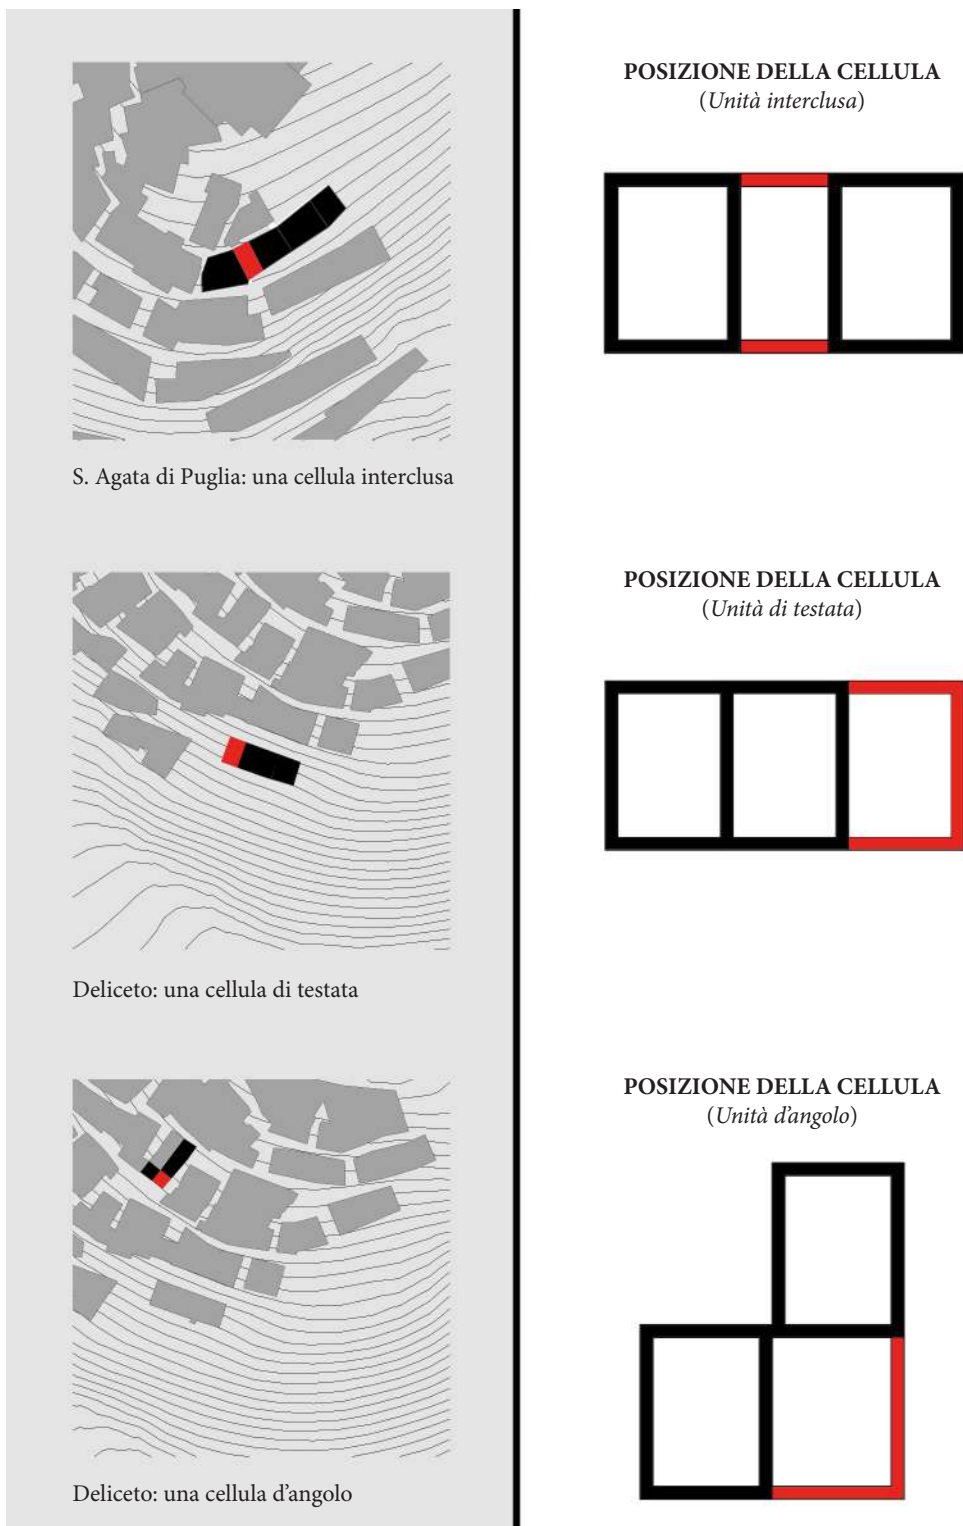 POSIZIONE DELLA CELLULA
(Unità interclusa)
S. Agata di Puglia: una cellula interclusa
POSIZIONE DELLA CELLULA
(Unità di testata)
Deliceto: una cellula di testata
POSIZIONE DELLA CELLULA
(Unità d'angolo)
Deliceto: una cellula d'angolo